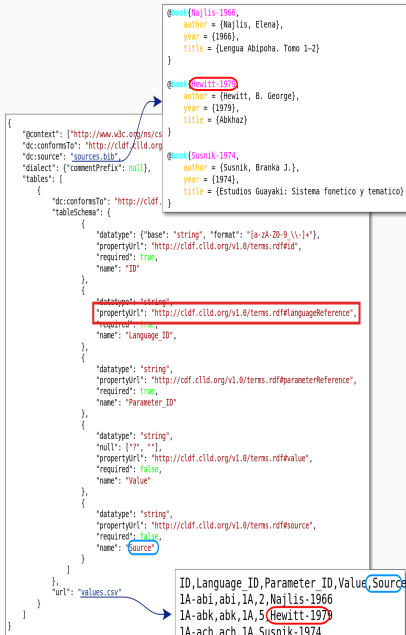 @book{Najlis-1966,
author = {Najlis, Elena},
year = {1966},
title = {Lengua Abipoha. Tomo 1–2}
}
@book{Hewitt-1979,
author = {Hewitt, B. George},
year = {1979},
title = {Abkhaz}
}
@book{Susnik-1974,
author = {Susnik, Branka J.},
year = {1974},
title = {Estudios Guayaki: Sistema fonetico y tematico}
}
{
"@context": ["http://www.w3c.org/ns/cs
"dc:conformsTo": "http://cldf.clld.org
"dc:source": "sources.bib",
"dialect": {"commentPrefix": null},
"tables": [
{
"dc:conformsTo": "http://cldf.
"tableSchema": {
{
"datatype": {"base": "string", "format": "[a-zA-Z0-9_\\-]+"},
"propertyUrl": "http://cldf.clld.org/v1.0/terms.rdf#id",
"required": true,
"name": "ID"
},
{
"datatype": "string",
"propertyUrl": "http://cldf.clld.org/v1.0/terms.rdf#languageReference",
"required": true,
"name": "Language_ID",
},
{
"datatype": "string",
"propertyUrl": "http://cdf.clld.org/v1.0/terms.rdf#parameterReference",
"required": true,
"name": "Parameter_ID"
},
{
"datatype": "string",
"null": ["?", ""],
"propertyUrl": "http://cldf.clld.org/v1.0/terms.rdf#value",
"required": false,
"name": "Value"
},
{
"datatype": "string",
"propertyUrl": "http://cldf.clld.org/v1.0/terms.rdf#source",
"required": false,
"name": "Source"
}
]
},
"url": "values.csv"
}
]
}
ID,Language_ID,Parameter_ID,Value,Source
1A-abi,abi,1A,2,Najlis-1966
1A-abk,abk,1A,5,Hewitt-1979
1A-ach,ach,1A,Susnik-1974